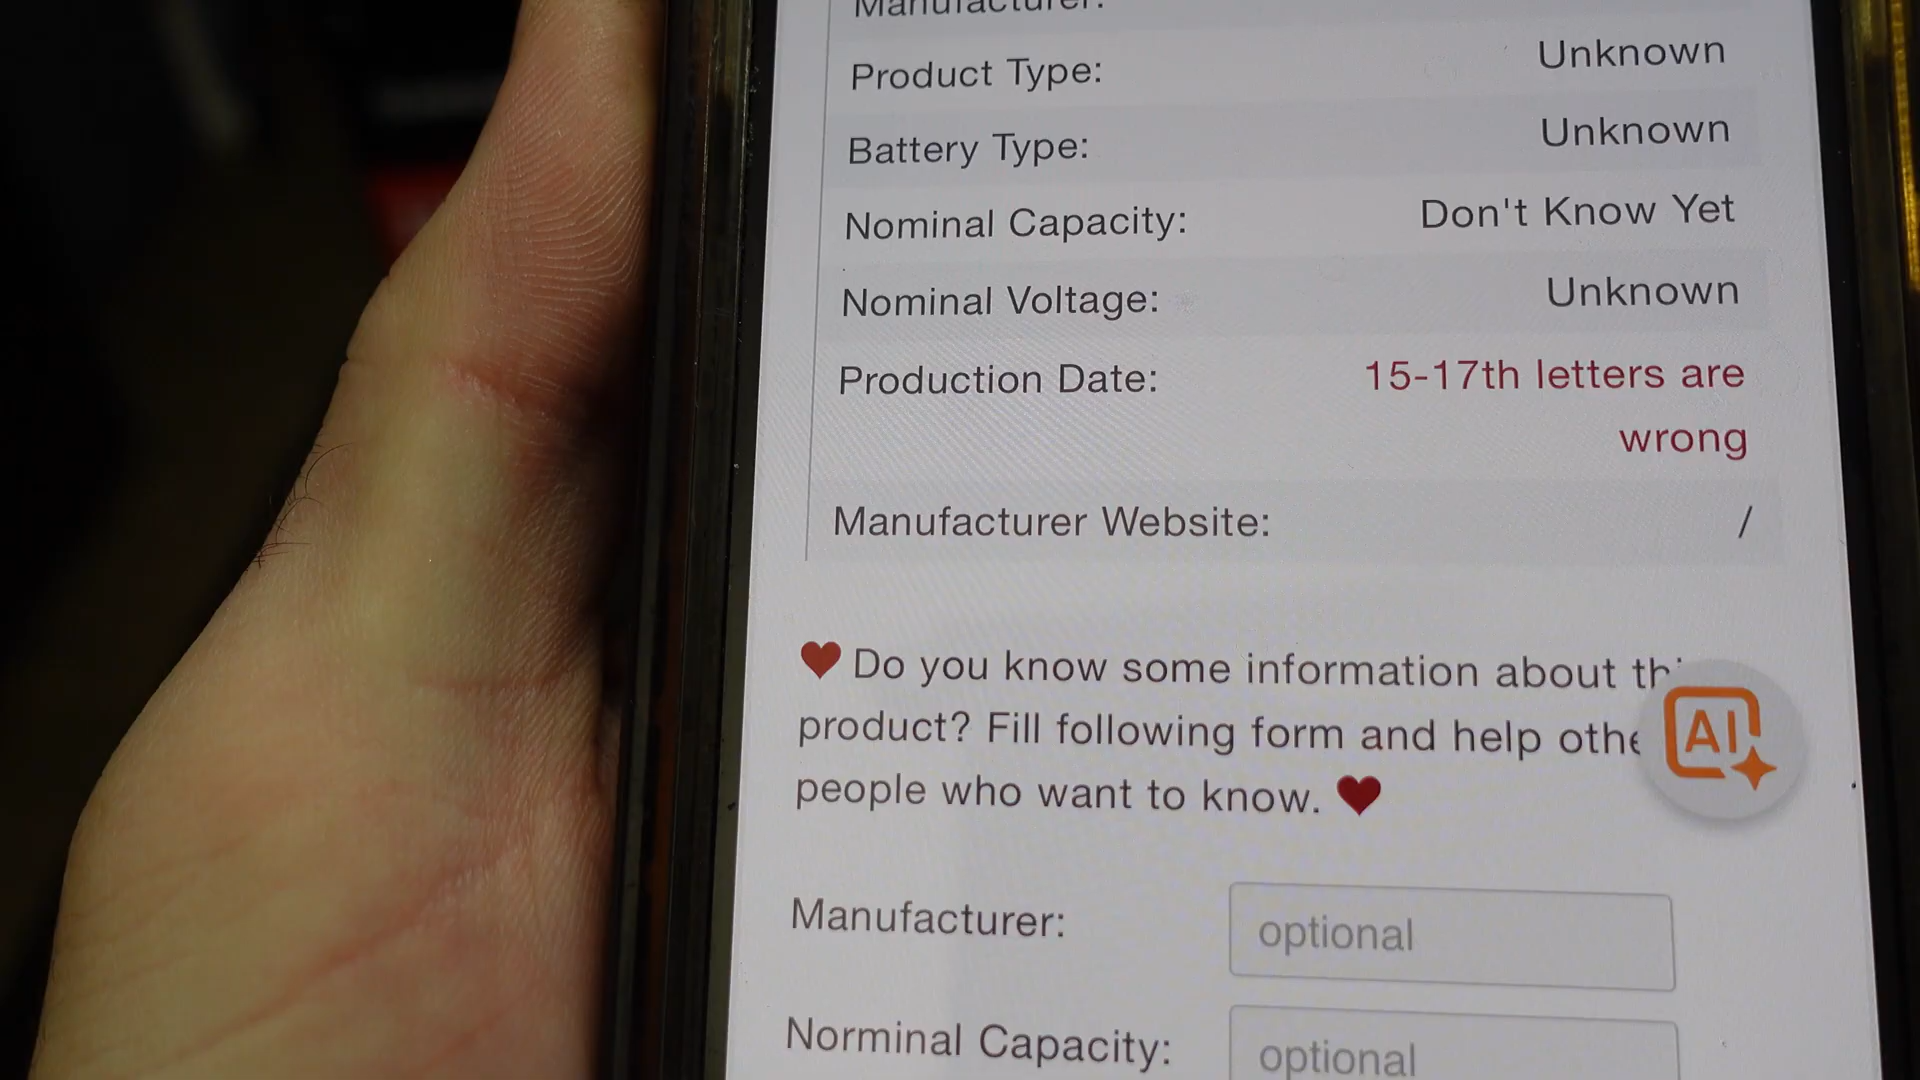 Manufacturer:
Product Type: Unknown
Battery Type: Unknown
Nominal Capacity: Don't Know Yet
Nominal Voltage: Unknown
Production Date: 15-17th letters are
wrong
Manufacturer Website: /
❤ Do you know some information about
product? Fill following form and help
people who want to know. ❤
AI
Manufacturer: optional
Norminal Capacity: optional